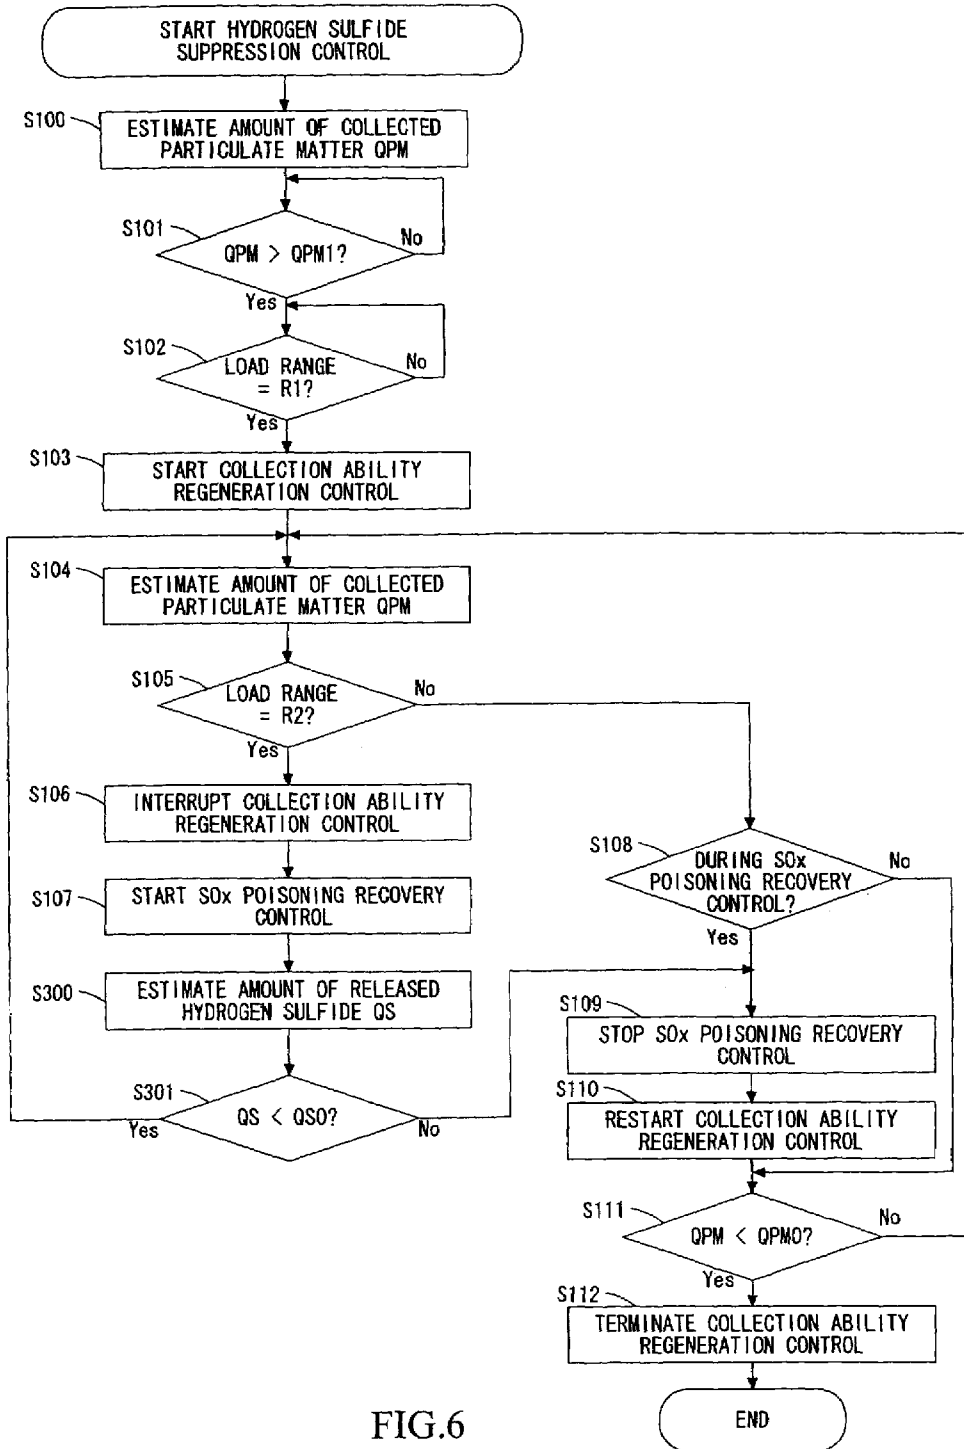 START HYDROGEN SULFIDE
SUPPRESSION CONTROL
S100
ESTIMATE AMOUNT OF COLLECTED
PARTICULATE MATTER QPM
S101
QPM > QPM1?
No
Yes
S102
LOAD RANGE
= R1?
No
Yes
S103
START COLLECTION ABILITY
REGENERATION CONTROL
S104
ESTIMATE AMOUNT OF COLLECTED
PARTICULATE MATTER QPM
S105
LOAD RANGE
= R2?
No
Yes
S106
INTERRUPT COLLECTION ABILITY
REGENERATION CONTROL
S107
START SOx POISONING RECOVERY
CONTROL
S300
ESTIMATE AMOUNT OF RELEASED
HYDROGEN SULFIDE QS
S301
QS < QS0?
Yes
No
S108
DURING SOx
POISONING RECOVERY
CONTROL?
No
Yes
S109
STOP SOx POISONING RECOVERY
CONTROL
S110
RESTART COLLECTION ABILITY
REGENERATION CONTROL
S111
QPM < QPM0?
No
Yes
S112
TERMINATE COLLECTION ABILITY
REGENERATION CONTROL
END
FIG.6